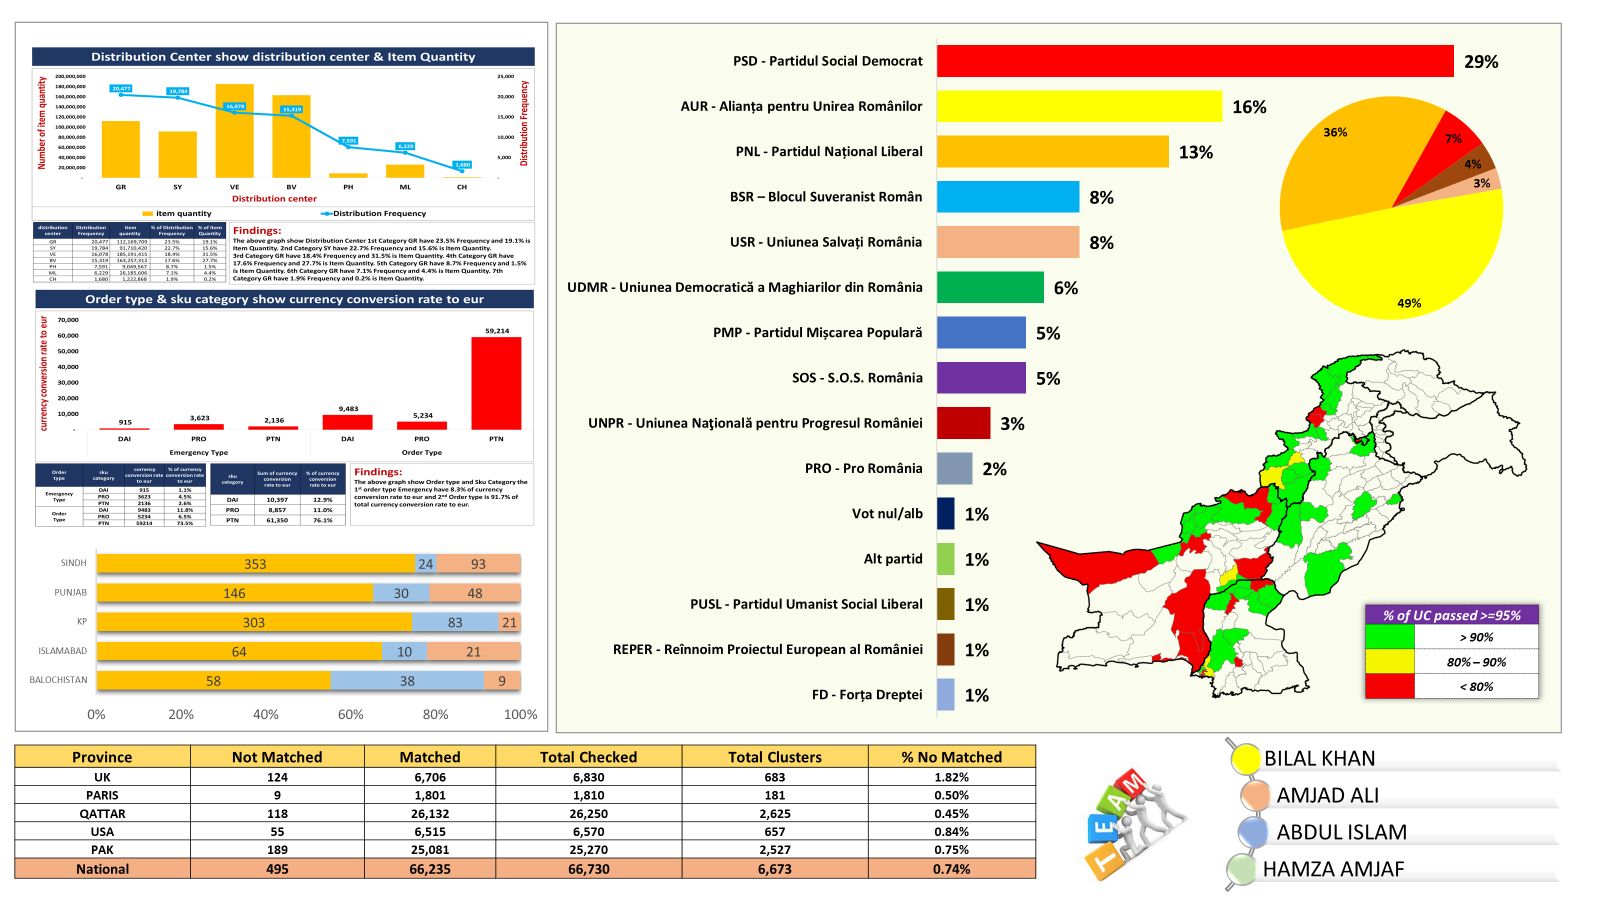 Distribution Center show distribution center & Item Quantity
Number of item quantity
200,000,000
180,000,000
160,000,000
140,000,000
120,000,000
100,000,000
80,000,000
60,000,000
40,000,000
20,000,000
-
25,000
20,000
15,000
10,000
5,000
-
Distribution Frequency
20,477
19,784
16,078
15,319
7,591
6,229
1,680
GR SY VE BV PH ML CH
Distribution center
item quantity Distribution Frequency
distribution center Distribution Frequency Item quantity % of Distribution Frequency % of Item Quantity
GR 20,477 112,169,709 23.5% 19.1%
SY 19,784 91,710,420 22.7% 15.6%
VE 16,078 185,191,415 18.4% 31.5%
BV 15,319 163,257,312 17.6% 27.7%
PH 7,591 9,049,567 8.7% 1.5%
ML 6,229 26,185,606 7.1% 4.4%
CH 1,680 1,222,866 1.9% 0.2%
Findings:
The above graph show Distribution Center 1st Category GR have 23.5% Frequency and 19.1% is
Item Quantity. 2nd Category SY have 22.7% Frequency and 15.6% is Item Quantity.
3rd Category GR have 18.4% Frequency and 31.5% is Item Quantity. 4th Category GR have
17.6% Frequency and 27.7% is Item Quantity. 5th Category GR have 8.7% Frequency and 1.5%
is Item Quantity. 6th Category GR have 7.1% Frequency and 4.4% is Item Quantity. 7th
Category GR have 1.9% Frequency and 0.2% is Item Quantity.
Order type & sku category show currency conversion rate to eur
currency conversion rate to eur
70,000
60,000
50,000
40,000
30,000
20,000
10,000
-
915
3,623
2,136
9,483
5,234
59,214
DAI PRO PTN DAI PRO PTN
Emergency Type Order Type
Order type sku category currency conversion rate to eur % of currency conversion rate to eur
Emergency Type
DAI 915 1.1%
PRO 3623 4.5%
PTN 2136 2.6%
Order Type
DAI 9483 11.8%
PRO 5234 6.5%
PTN 59214 73.5%
sku category Sum of currency conversion rate to eur % of currency conversion rate to eur
DAI 10,397 12.9%
PRO 8,857 11.0%
PTN 61,350 76.1%
Findings:
The above graph show Order type and Sku Category the
1st order type Emergency have 8.3% of currency
conversion rate to eur and 2nd Order type is 91.7% of
total currency conversion rate to eur.
SINDH 353 24 93
PUNJAB 146 30 48
KP 303 83 21
ISLAMABAD 64 10 21
BALOCHISTAN 58 38 9
0% 20% 40% 60% 80% 100%
PSD - Partidul Social Democrat 29%
AUR - Alianța pentru Unirea Românilor 16%
PNL - Partidul Național Liberal 13%
BSR – Blocul Suveranist Român 8%
USR - Uniunea Salvați România 8%
UDMR - Uniunea Democratică a Maghiarilor din România 6%
PMP - Partidul Mișcarea Populară 5%
SOS - S.O.S. România 5%
UNPR - Uniunea Naţională pentru Progresul României 3%
PRO - Pro România 2%
Vot nul/alb 1%
Alt partid 1%
PUSL - Partidul Umanist Social Liberal 1%
REPER - Reînnoim Proiectul European al României 1%
FD - Forța Dreptei 1%
36%
7%
4%
3%
49%
% of UC passed >=95%
> 90%
80% – 90%
< 80%
Province Not Matched Matched Total Checked Total Clusters % No Matched
UK 124 6,706 6,830 683 1.82%
PARIS 9 1,801 1,810 181 0.50%
QATTAR 118 26,132 26,250 2,625 0.45%
USA 55 6,515 6,570 657 0.84%
PAK 189 25,081 25,270 2,527 0.75%
National 495 66,235 66,730 6,673 0.74%
TEAM
BILAL KHAN
AMJAD ALI
ABDUL ISLAM
HAMZA AMJAF